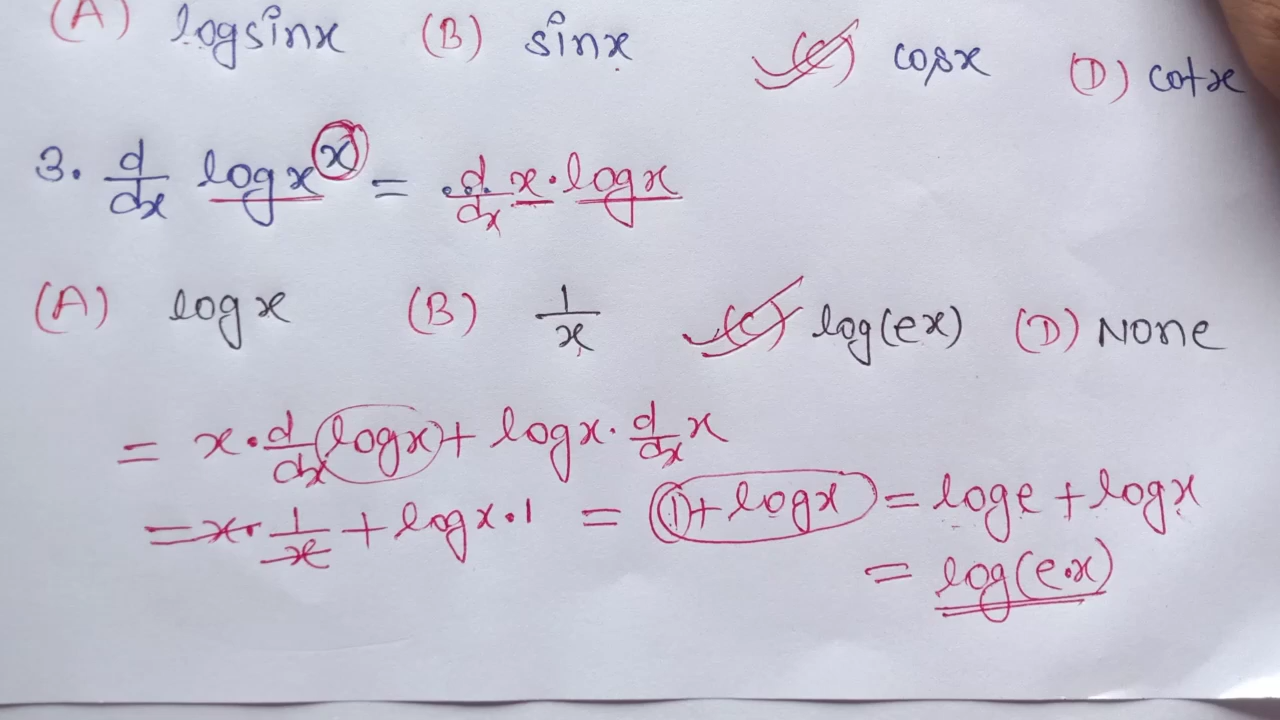 (A) logsinx (B) sinx (C) cosx (D) cotx
3. d/dx logx^x = d/dx x·logx
(A) logx (B) 1/x (C) log(ex) (D) None
= x·d/dx(logx)+ logx·d/dx x
= x·1/x + logx·1 = 1+logx = loge + logx
= log(e·x)